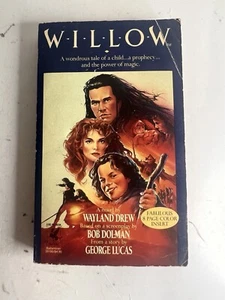 W·I·L·L·O·W
A wondrous tale of a child...a prophecy...
and the power of magic.
A novel by
WAYLAND DREW
Based on a screenplay by
BOB DOLMAN
From a story by
GEORGE LUCAS
FABULOUS
8 PAGE COLOR
INSERT